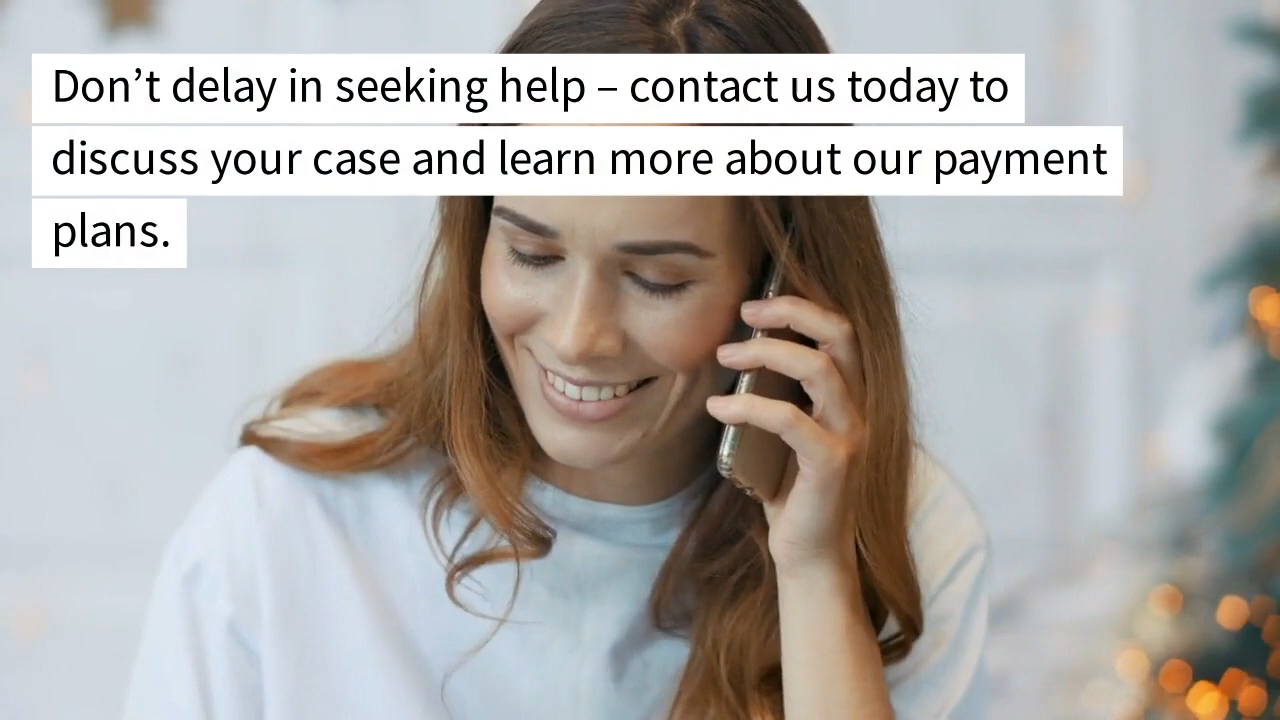 Don’t delay in seeking help – contact us today to
discuss your case and learn more about our payment
plans.